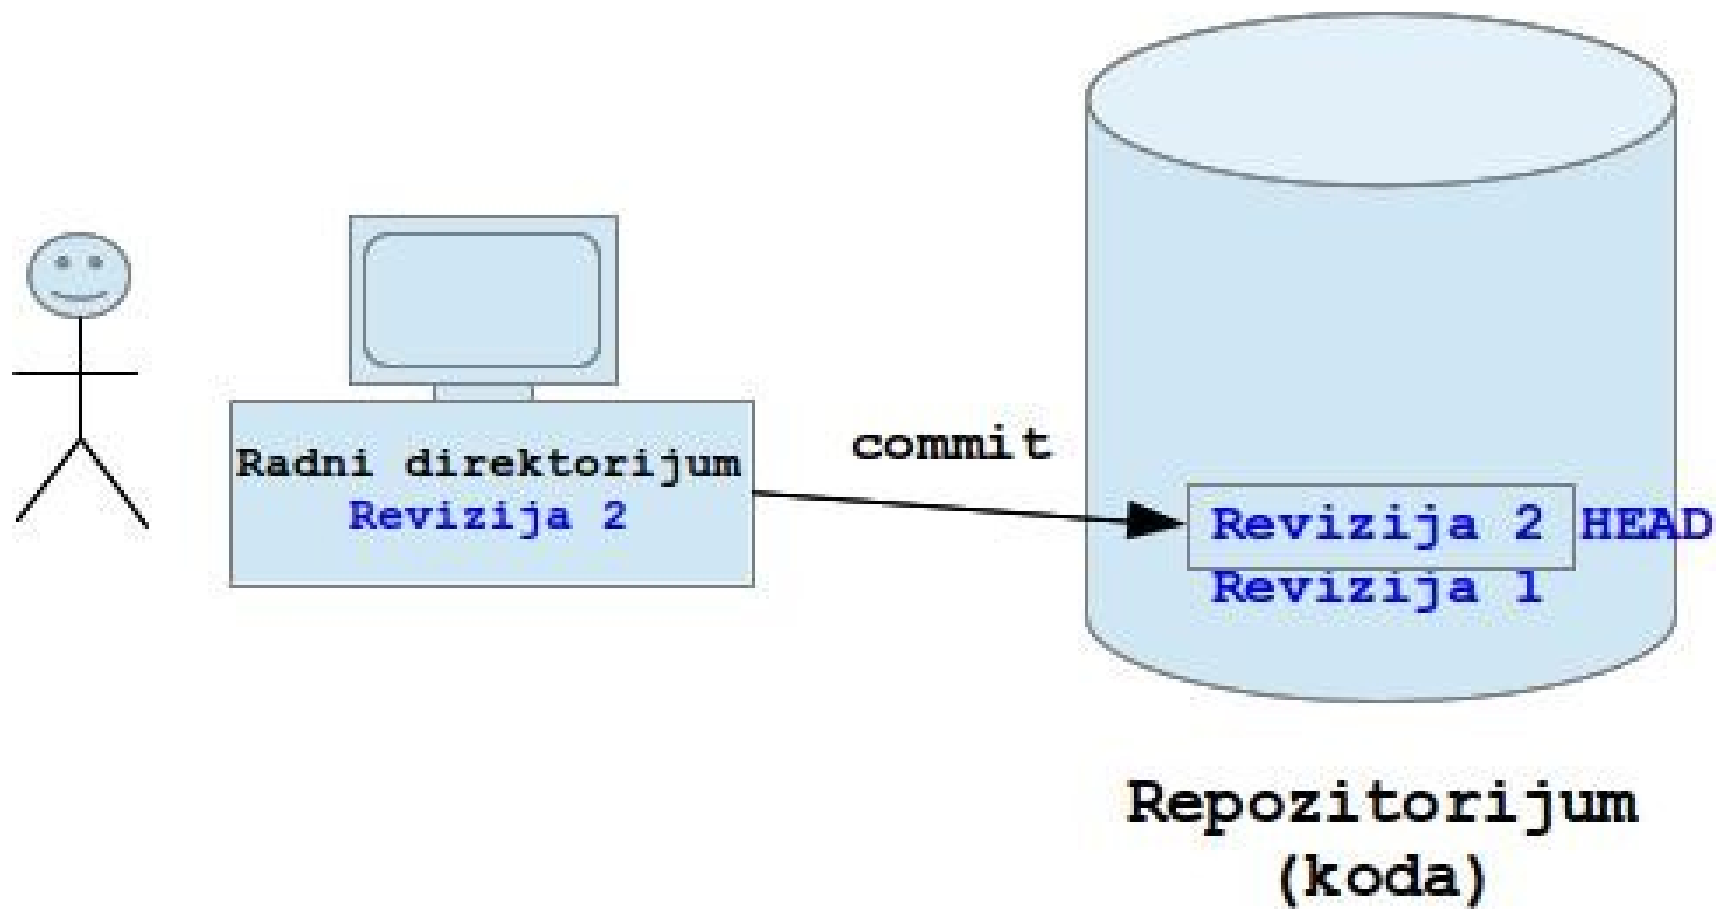 Radni direktorijum
Revizija 2
commit
Revizija 2 HEAD
Revizija 1
Repozitorijum
(koda)